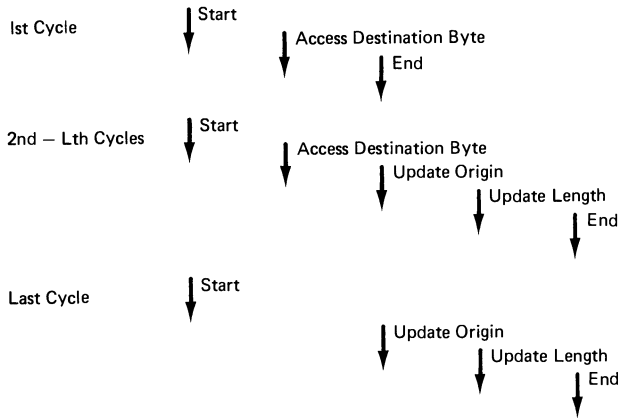 Ist Cycle
Start
Access Destination Byte
End
2nd — Lth Cycles
Start
Access Destination Byte
Update Origin
Update Length
End
Last Cycle
Start
Update Origin
Update Length
End